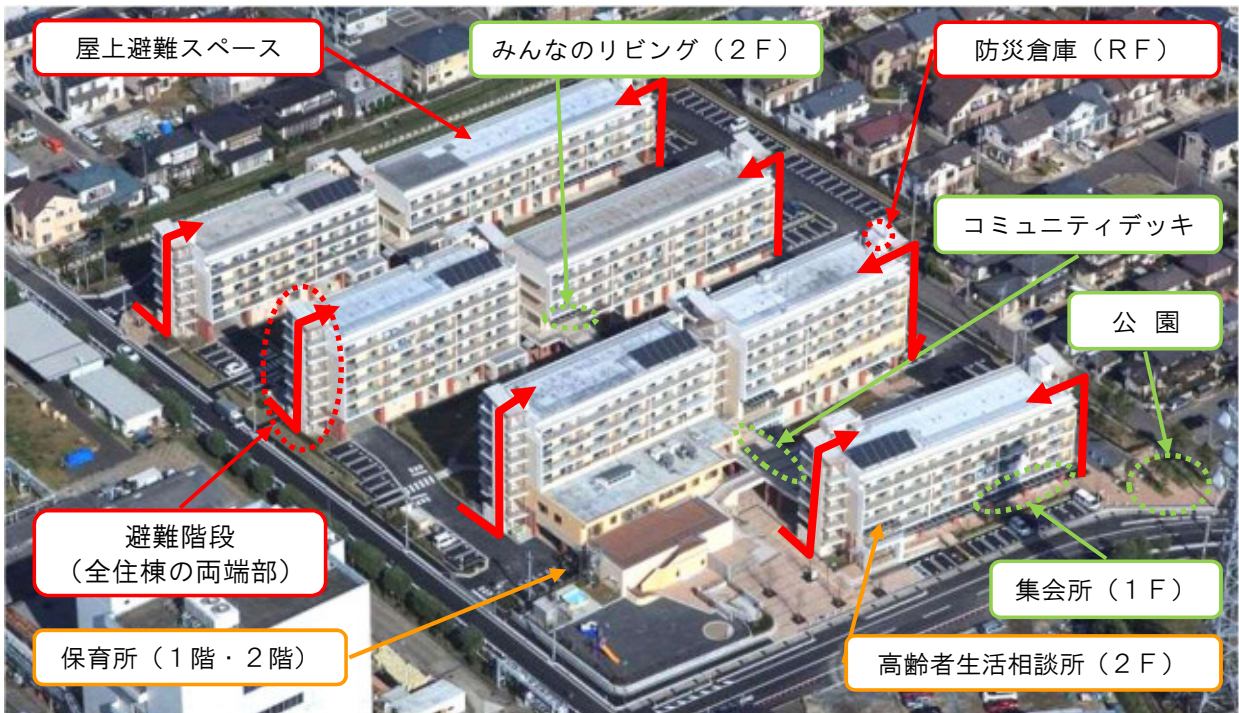 屋上避難スペース
みんなのリビング（２Ｆ）
防災倉庫（ＲＦ）
コミュニティデッキ
公 園
避難階段
（全住棟の両端部）
集会所（１Ｆ）
保育所（１階・２階）
高齢者生活相談所（２Ｆ）